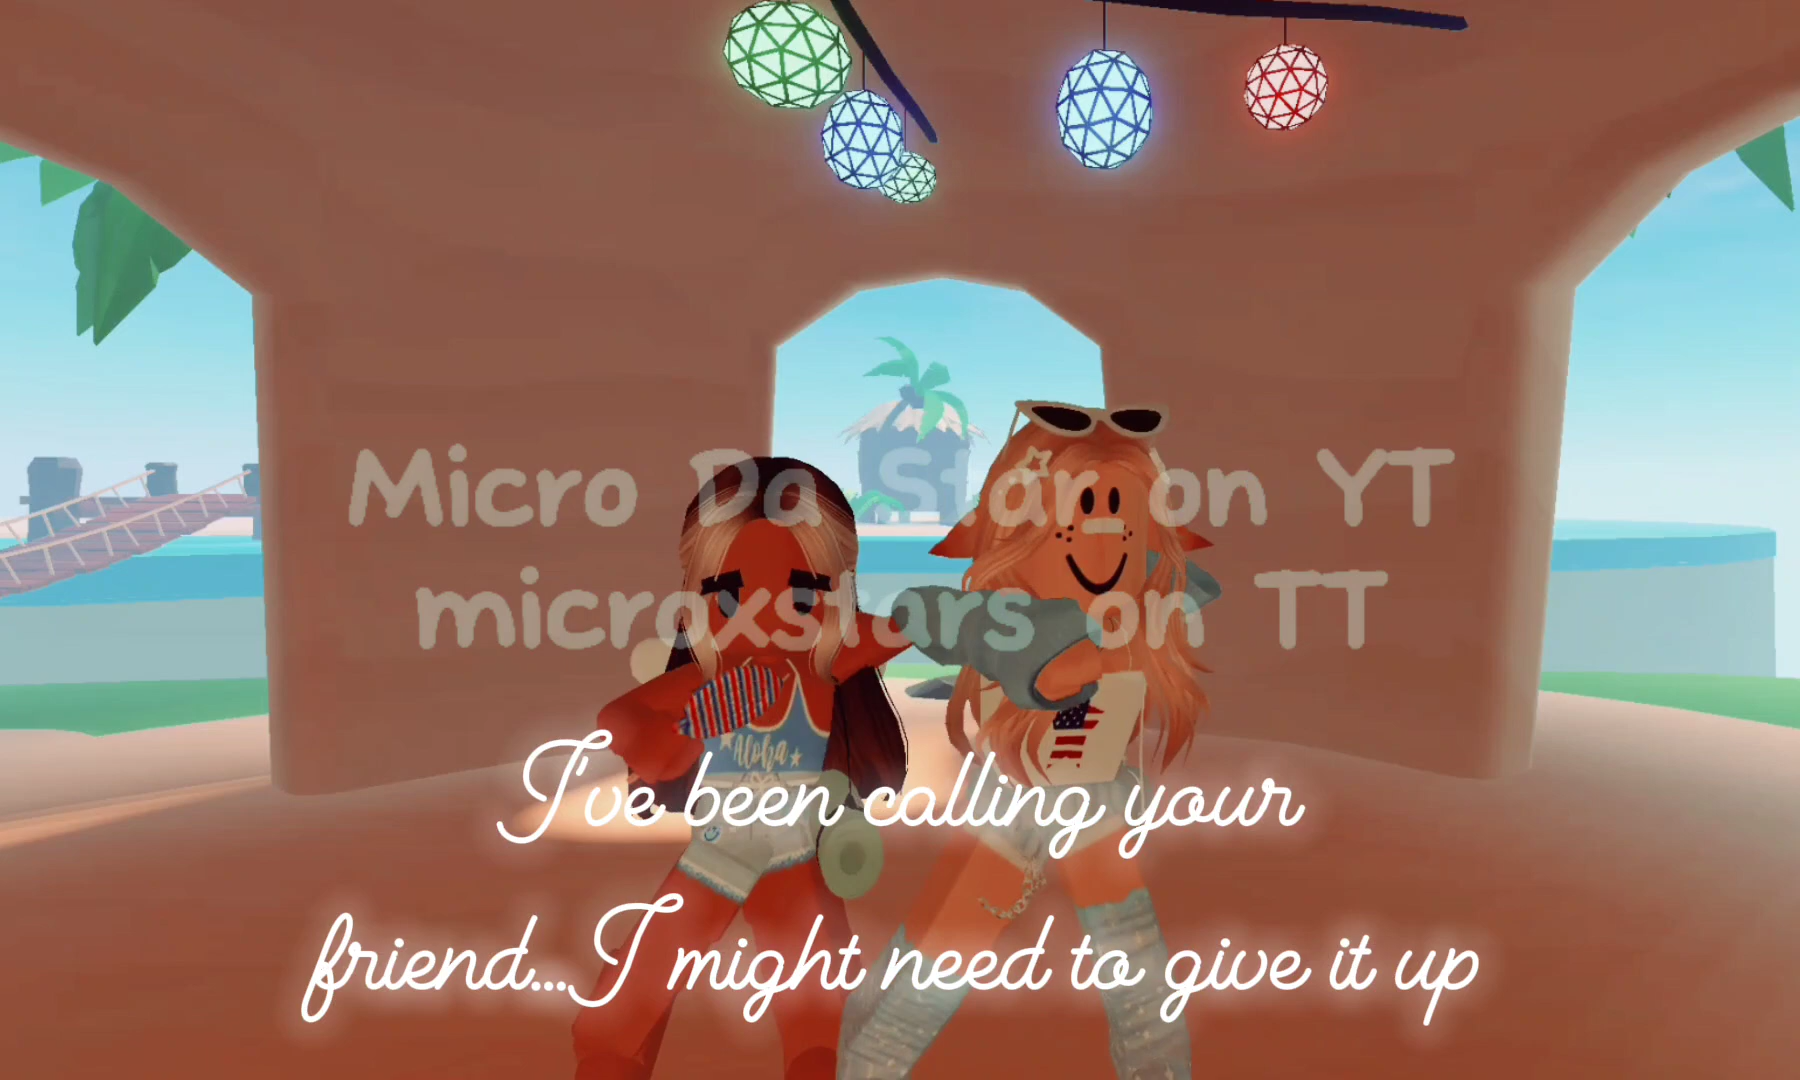 Micro Da Star on YT
microxstars on TT
Aloha
I've been calling your
friend...I might need to give it up